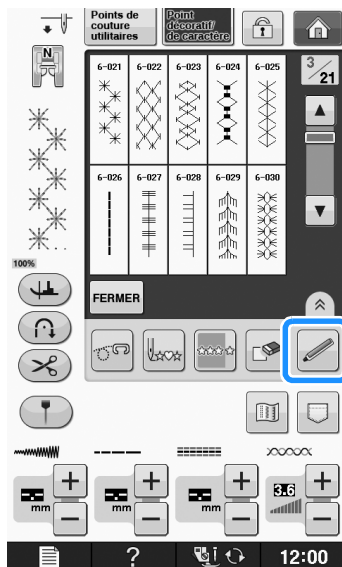 Points de
couture
utilitaires
Point
décoratif/
de caractère
N
6-021 6-022 6-023 6-024 6-025
3/21
6-026 6-027 6-028 6-029 6-030
100%
FERMER
mm
mm
mm
3.6
?
12:00